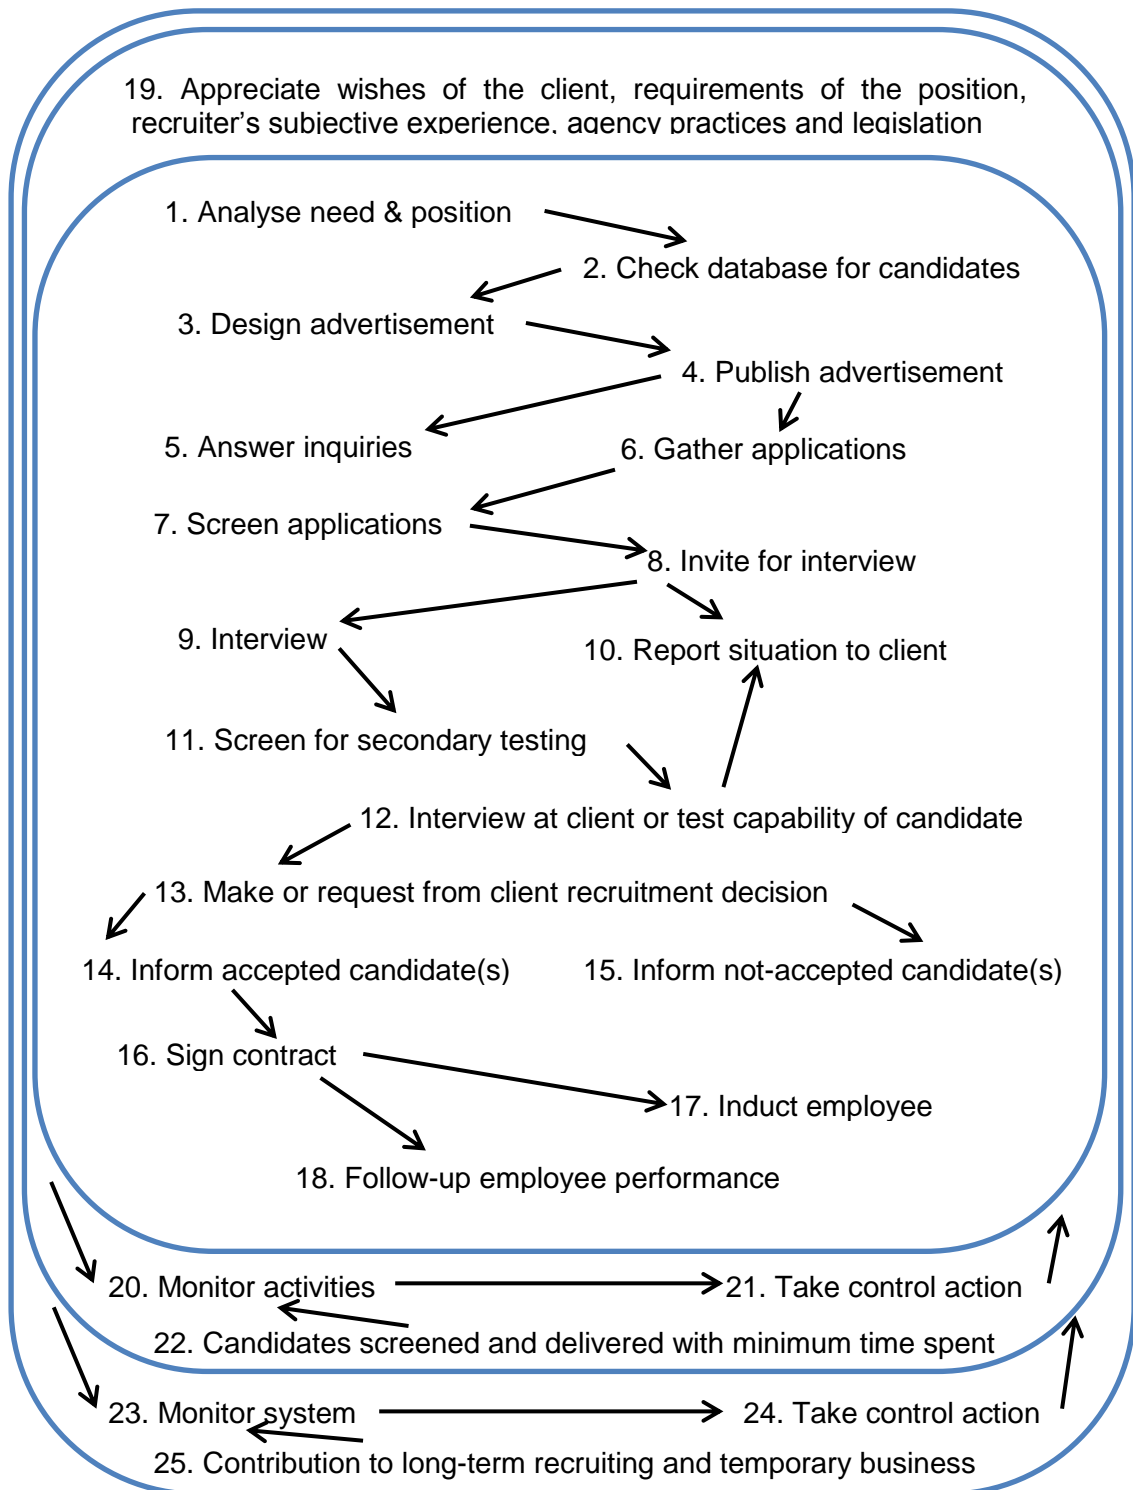 19. Appreciate wishes of the client, requirements of the position,
recruiter's subjective experience, agency practices and legislation
1. Analyse need & position
2. Check database for candidates
3. Design advertisement
4. Publish advertisement
5. Answer inquiries
6. Gather applications
7. Screen applications
8. Invite for interview
9. Interview
10. Report situation to client
11. Screen for secondary testing
12. Interview at client or test capability of candidate
13. Make or request from client recruitment decision
14. Inform accepted candidate(s)
15. Inform not-accepted candidate(s)
16. Sign contract
17. Induct employee
18. Follow-up employee performance
20. Monitor activities
21. Take control action
22. Candidates screened and delivered with minimum time spent
23. Monitor system
24. Take control action
25. Contribution to long-term recruiting and temporary business